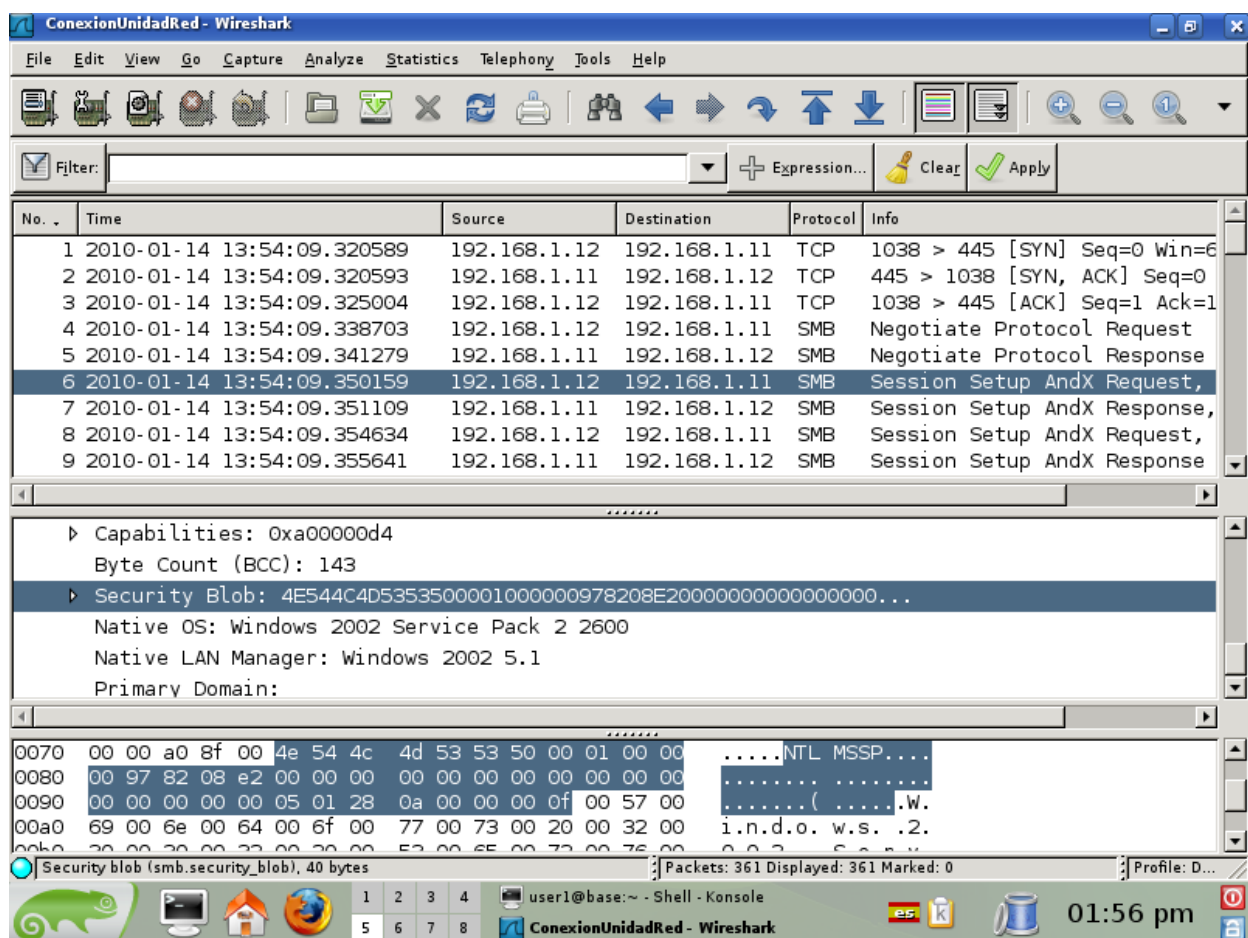 ConexionUnidadRed - Wireshark
File Edit View Go Capture Analyze Statistics Telephony Tools Help
Filter: Expression... Clear Apply
No. Time Source Destination Protocol Info
1 2010-01-14 13:54:09.320589 192.168.1.12 192.168.1.11 TCP 1038 > 445 [SYN] Seq=0 Win=6
2 2010-01-14 13:54:09.320593 192.168.1.11 192.168.1.12 TCP 445 > 1038 [SYN, ACK] Seq=0
3 2010-01-14 13:54:09.325004 192.168.1.12 192.168.1.11 TCP 1038 > 445 [ACK] Seq=1 Ack=1
4 2010-01-14 13:54:09.338703 192.168.1.12 192.168.1.11 SMB Negotiate Protocol Request
5 2010-01-14 13:54:09.341279 192.168.1.11 192.168.1.12 SMB Negotiate Protocol Response
6 2010-01-14 13:54:09.350159 192.168.1.12 192.168.1.11 SMB Session Setup AndX Request,
7 2010-01-14 13:54:09.351109 192.168.1.11 192.168.1.12 SMB Session Setup AndX Response,
8 2010-01-14 13:54:09.354634 192.168.1.12 192.168.1.11 SMB Session Setup AndX Request,
9 2010-01-14 13:54:09.355641 192.168.1.11 192.168.1.12 SMB Session Setup AndX Response
Capabilities: 0xa00000d4
Byte Count (BCC): 143
Security Blob: 4E544C4D5353500001000000978208E20000000000000000...
Native OS: Windows 2002 Service Pack 2 2600
Native LAN Manager: Windows 2002 5.1
Primary Domain:
0070 00 00 a0 8f 00 4e 54 4c 4d 53 53 50 00 01 00 00 .....NTL MSSP....
0080 00 97 82 08 e2 00 00 00 00 00 00 00 00 00 00 00 ........ ........
0090 00 00 00 00 00 05 01 28 0a 00 00 00 0f 00 57 00 .......( ......W.
00a0 69 00 6e 00 64 00 6f 00 77 00 73 00 20 00 32 00 i.n.d.o. w.s. .2.
Security blob (smb.security_blob), 40 bytes Packets: 361 Displayed: 361 Marked: 0 Profile: D...
1 2 3 4 user1@base:~ - Shell - Konsole
5 6 7 8 ConexionUnidadRed - Wireshark
es k 01:56 pm